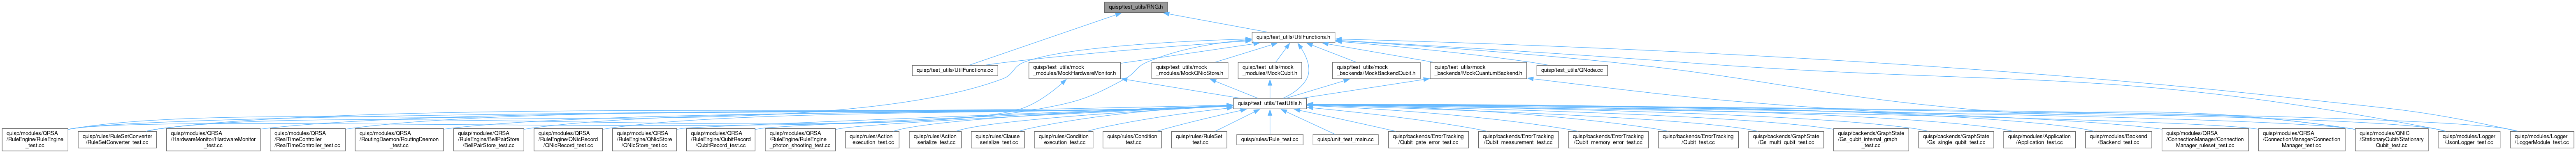 quisp/test_utils/RNG.h
quisp/test_utils/UtilFunctions.h
quisp/test_utils/UtilFunctions.cc
quisp/test_utils/mock
_modules/MockHardwareMonitor.h
quisp/test_utils/mock
_modules/MockQNicStore.h
quisp/test_utils/mock
_modules/MockQubit.h
quisp/test_utils/mock
_backends/MockBackendQubit.h
quisp/test_utils/mock
_backends/MockQuantumBackend.h
quisp/test_utils/QNode.cc
quisp/test_utils/TestUtils.h
quisp/modules/QRSA
/RuleEngine/RuleEngine
_test.cc
quisp/rules/RuleSetConverter
/RuleSetConverter_test.cc
quisp/modules/QRSA
/HardwareMonitor/HardwareMonitor
_test.cc
quisp/modules/QRSA
/RealTimeController
/RealTimeController_test.cc
quisp/modules/QRSA
/RoutingDaemon/RoutingDaemon
_test.cc
quisp/modules/QRSA
/RuleEngine/BellPairStore
/BellPairStore_test.cc
quisp/modules/QRSA
/RuleEngine/QNicRecord
/QNicRecord_test.cc
quisp/modules/QRSA
/RuleEngine/QNicStore
/QNicStore_test.cc
quisp/modules/QRSA
/RuleEngine/QubitRecord
/QubitRecord_test.cc
quisp/modules/QRSA
/RuleEngine/RuleEngine
_photon_shooting_test.cc
quisp/rules/Action
_execution_test.cc
quisp/rules/Action
_serialize_test.cc
quisp/rules/Clause
_serialize_test.cc
quisp/rules/Condition
_execution_test.cc
quisp/rules/Condition
_test.cc
quisp/rules/RuleSet
_test.cc
quisp/rules/Rule_test.cc
quisp/unit_test_main.cc
quisp/backends/ErrorTracking
/Qubit_gate_error_test.cc
quisp/backends/ErrorTracking
/Qubit_measurement_test.cc
quisp/backends/ErrorTracking
/Qubit_memory_error_test.cc
quisp/backends/ErrorTracking
/Qubit_test.cc
quisp/backends/GraphState
/Gs_multi_qubit_test.cc
quisp/backends/GraphState
/Gs_qubit_internal_graph
_test.cc
quisp/backends/GraphState
/Gs_single_qubit_test.cc
quisp/modules/Application
/Application_test.cc
quisp/modules/Backend
/Backend_test.cc
quisp/modules/QRSA
/ConnectionManager/Connection
Manager_ruleset_test.cc
quisp/modules/QRSA
/ConnectionManager/Connection
Manager_test.cc
quisp/modules/QNIC
/StationaryQubit/Stationary
Qubit_test.cc
quisp/modules/Logger
/JsonLogger_test.cc
quisp/modules/Logger
/LoggerModule_test.cc